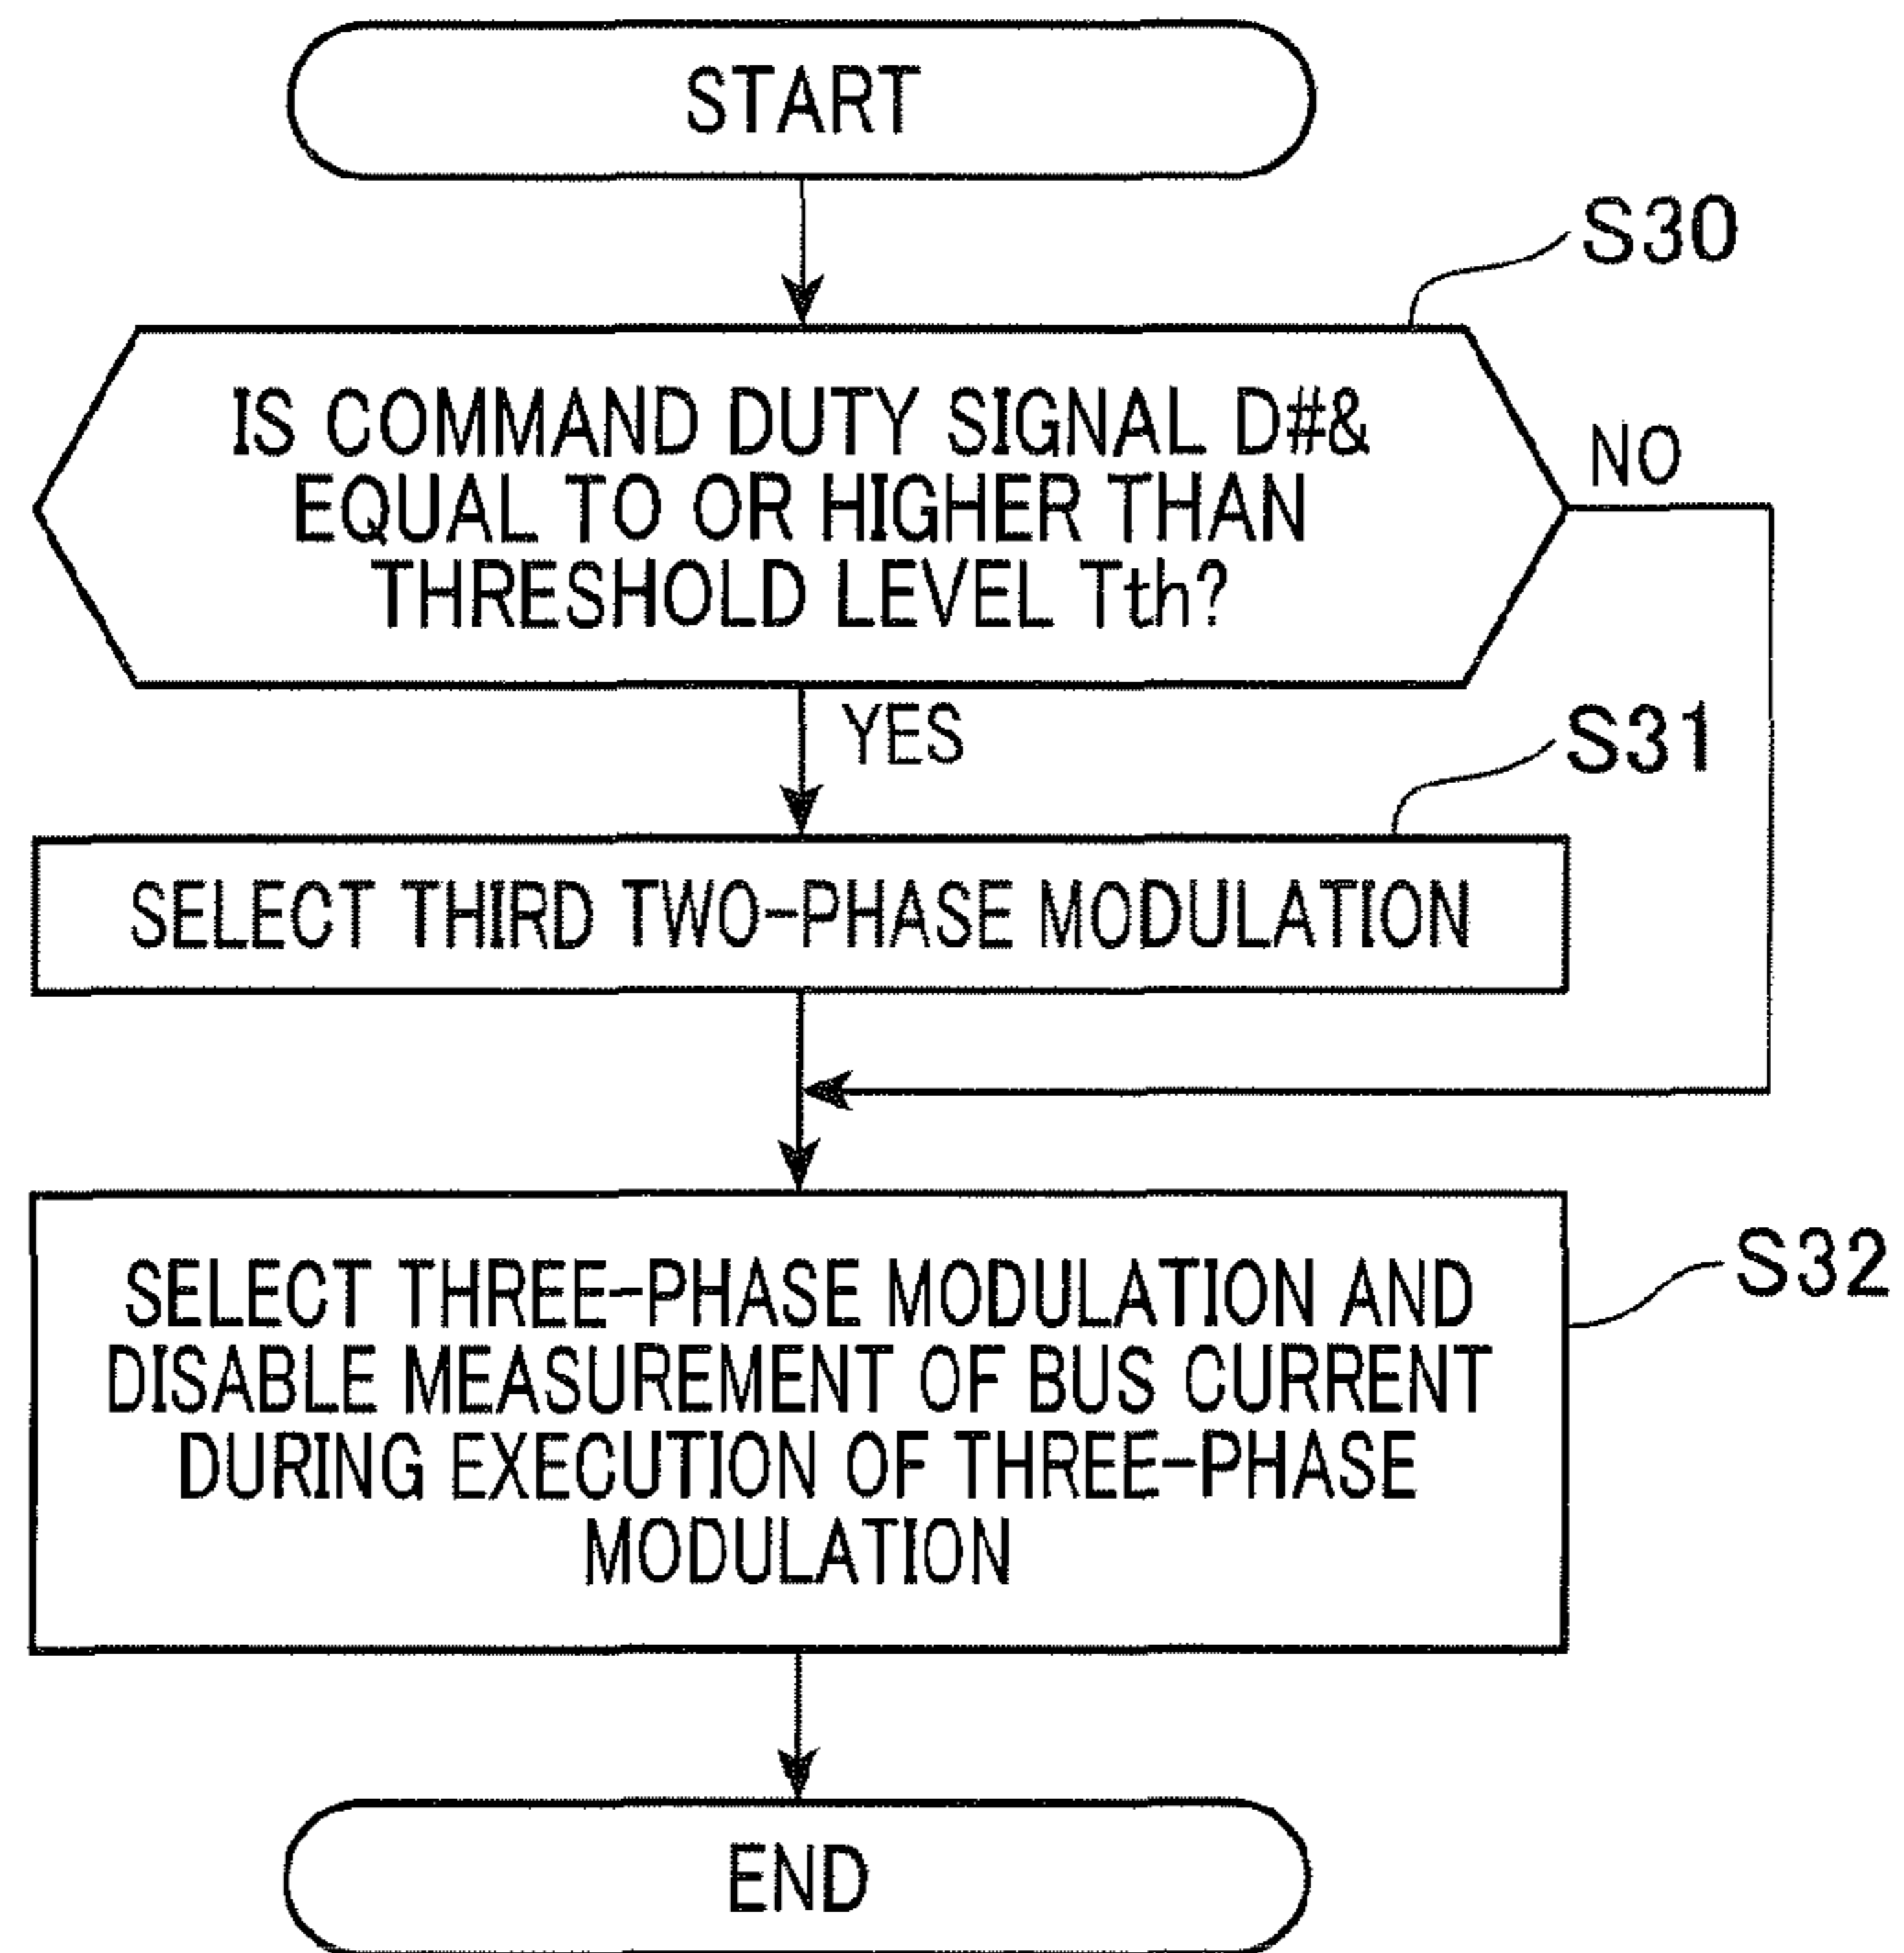 START
S30
IS COMMAND DUTY SIGNAL D#&
EQUAL TO OR HIGHER THAN
THRESHOLD LEVEL Tth?
NO
YES
S31
SELECT THIRD TWO-PHASE MODULATION
S32
SELECT THREE-PHASE MODULATION AND
DISABLE MEASUREMENT OF BUS CURRENT
DURING EXECUTION OF THREE-PHASE
MODULATION
END